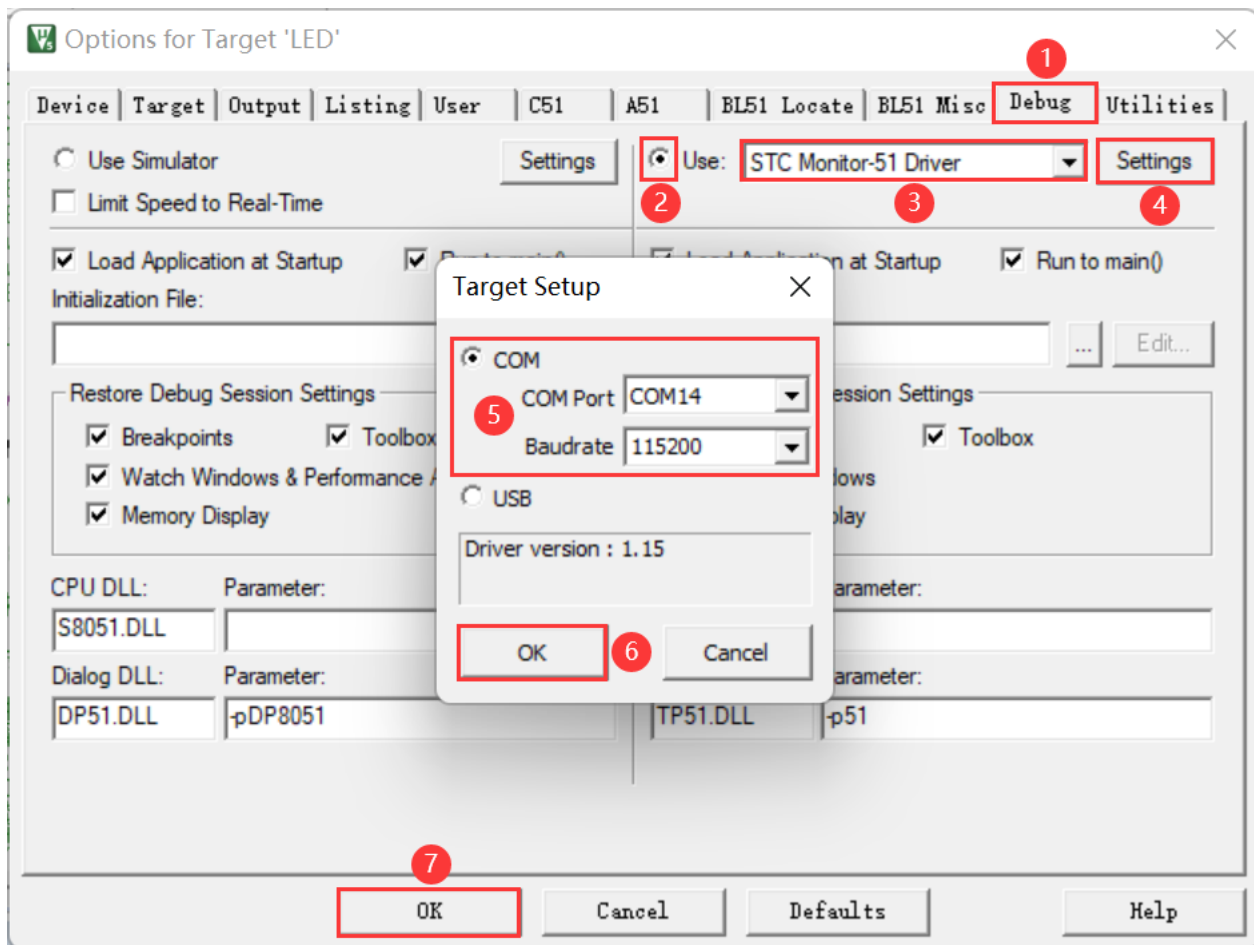 Options for Target 'LED'
1
Device Target Output Listing User C51 A51 BL51 Locate BL51 Misc Debug Utilities
Use Simulator Settings Use: STC Monitor-51 Driver Settings
Limit Speed to Real-Time 2 3 4
Load Application at Startup at Startup Run to main()
Initialization File:
... Edit...
Target Setup
COM
COM Port COM14
5
Baudrate 115200
USB
Driver version : 1.15
OK 6 Cancel
Restore Debug Session Settings ession Settings
Breakpoints Toolbox Toolbox
Watch Windows & Performance
Memory Display
CPU DLL: Parameter: arameter:
S8051.DLL
Dialog DLL: Parameter: arameter:
DP51.DLL -pDP8051 TP51.DLL -p51
7
OK Cancel Defaults Help